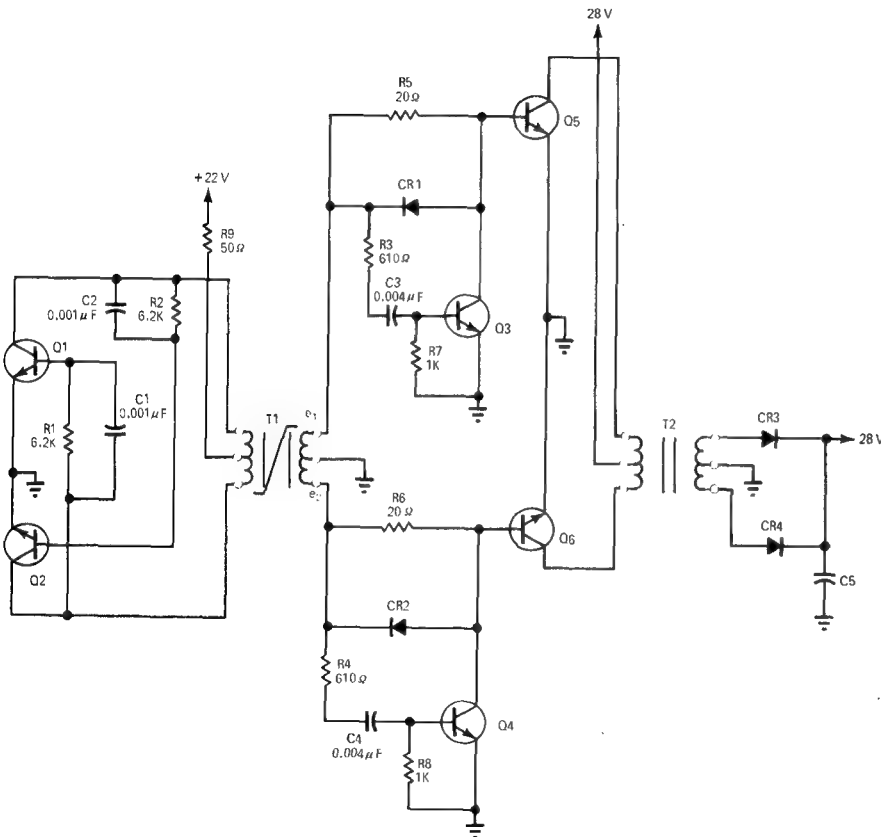 28 V
R5
20Ω
Q5
+22 V
CR1
R9
50Ω
R3
610Ω
C3
0.004μF
C2
0.001μF
R2
6.2K
Q3
Q1
R7
1K
C1
0.001μF
e1
T1
R1
6.2K
T2
CR3
28 V
R6
20Ω
Q6
CR4
Q2
C5
CR2
R4
610Ω
Q4
C4
0.004μF
R8
1K